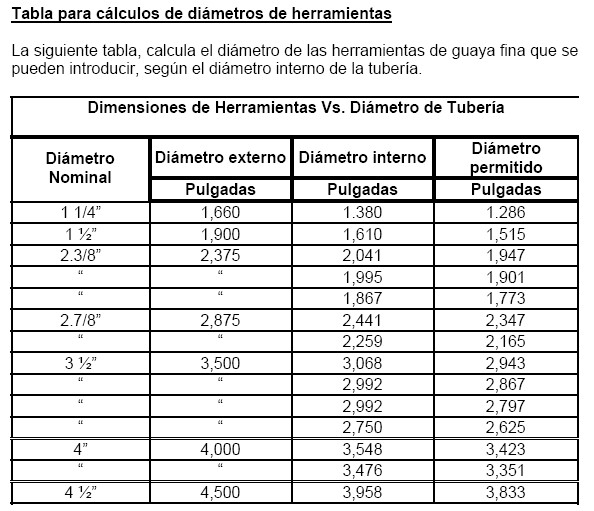 Tabla para cálculos de diámetros de herramientas
La siguiente tabla, calcula el diámetro de las herramientas de guaya fina que se
pueden introducir, según el diámetro interno de la tubería.
Dimensiones de Herramientas Vs. Diámetro de Tubería
Diámetro Nominal Diámetro externo Diámetro interno Diámetro permitido
Pulgadas Pulgadas Pulgadas
1 1/4” 1,660 1.380 1.286
1 ½” 1,900 1,610 1,515
2.3/8” 2,375 2,041 1,947
“ “ 1,995 1,901
“ “ 1,867 1,773
2.7/8” 2,875 2,441 2,347
“ “ 2,259 2,165
3 ½” 3,500 3,068 2,943
“ “ 2,992 2,867
“ “ 2,992 2,797
“ “ 2,750 2,625
4” 4,000 3,548 3,423
“ “ 3,476 3,351
4 ½” 4,500 3,958 3,833